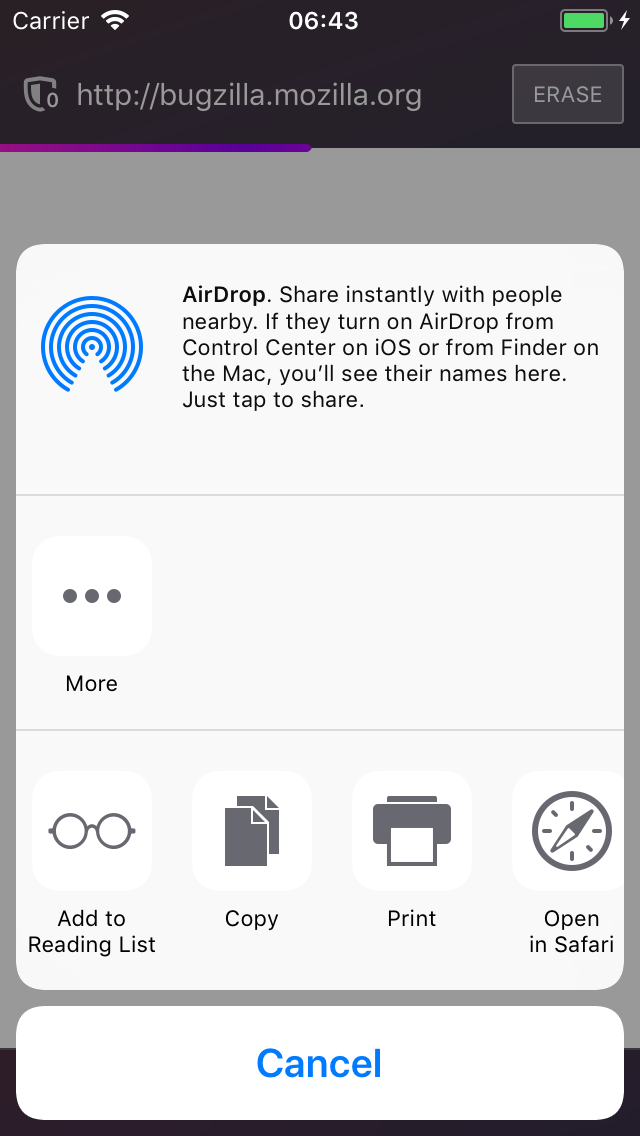 Carrier 06:43
0 http://bugzilla.mozilla.org ERASE
AirDrop. Share instantly with people
nearby. If they turn on AirDrop from
Control Center on iOS or from Finder on
the Mac, you’ll see their names here.
Just tap to share.
More
Add to
Reading List
Copy
Print
Open
in Safari
Cancel